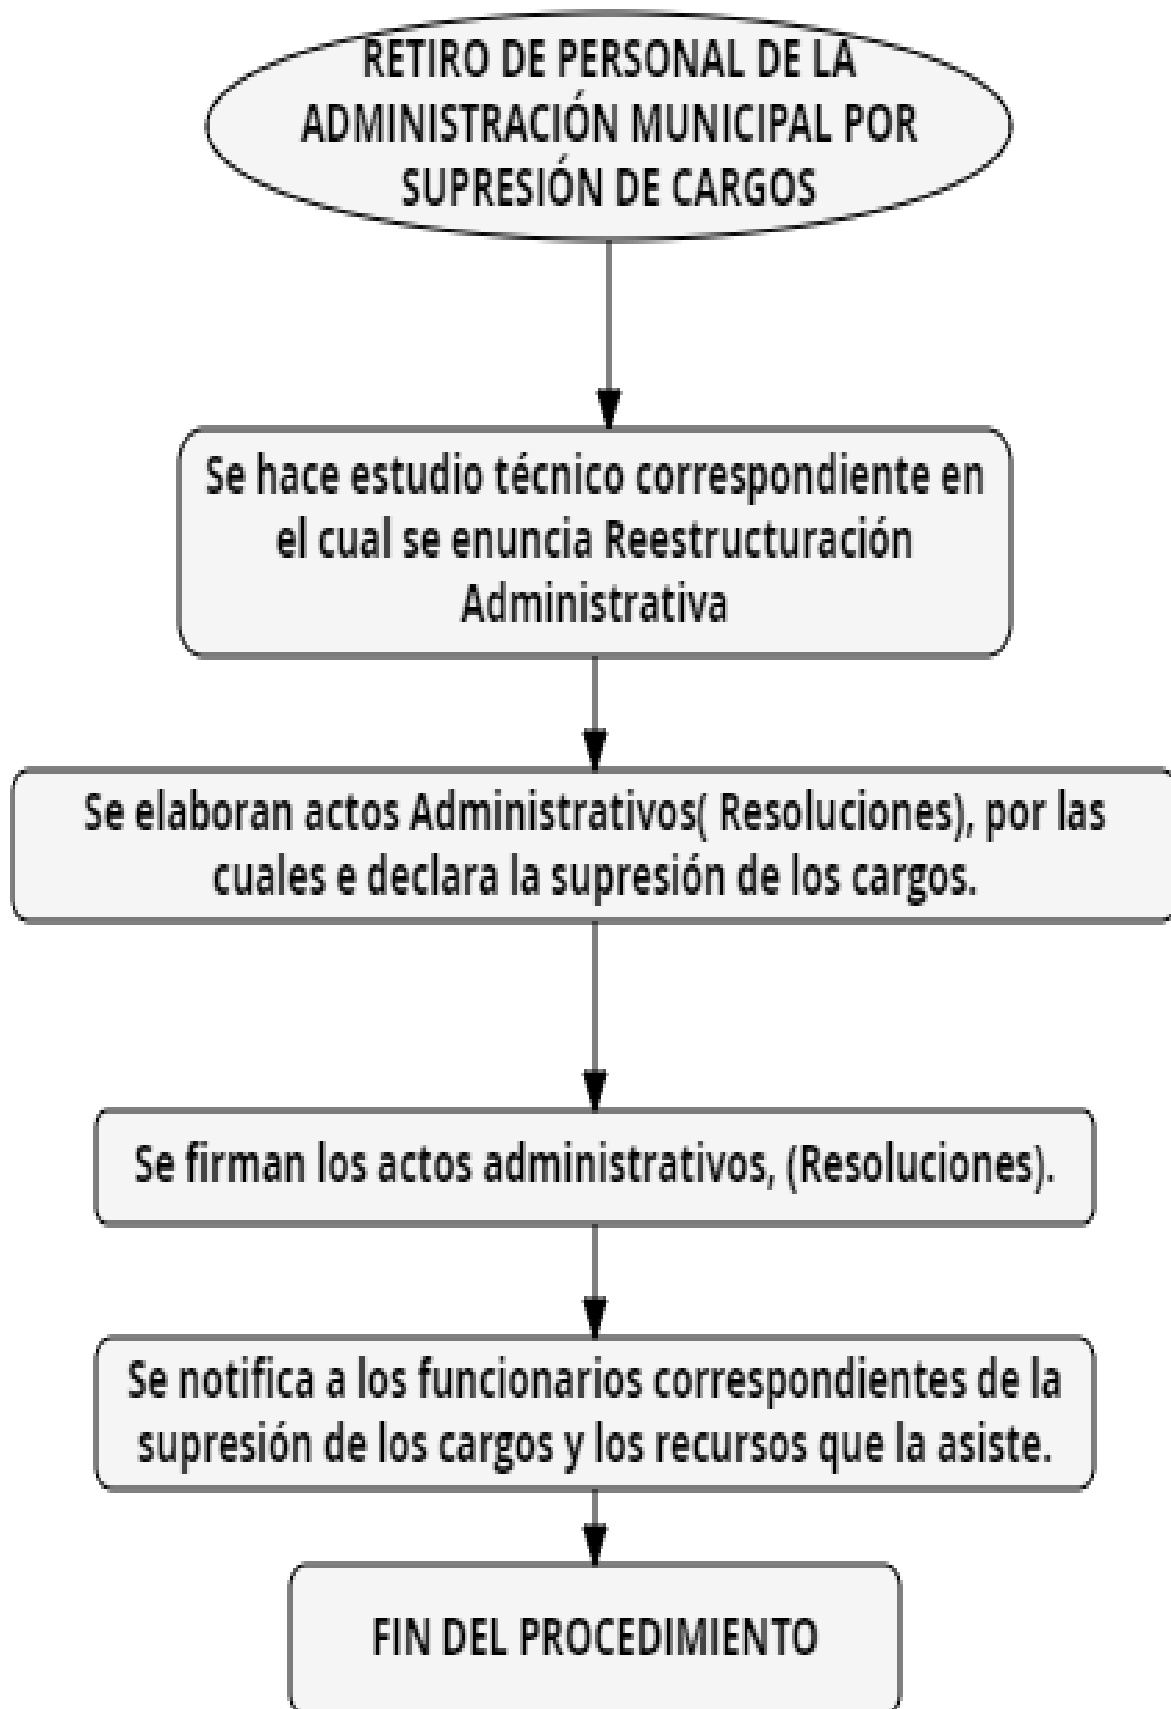 RETIRO DE PERSONAL DE LA
ADMINISTRACIÓN MUNICIPAL POR
SUPRESIÓN DE CARGOS
Se hace estudio técnico correspondiente en
el cual se enuncia Reestructuración
Administrativa
Se elaboran actos Administrativos( Resoluciones), por las
cuales e declara la supresión de los cargos.
Se firman los actos administrativos, (Resoluciones).
Se notifica a los funcionarios correspondientes de la
supresión de los cargos y los recursos que la asiste.
FIN DEL PROCEDIMIENTO